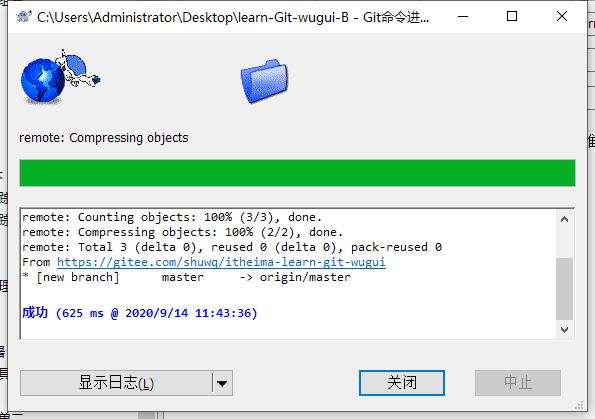 C:\Users\Administrator\Desktop\learn-Git-wugui-B - Git命令进...
remote: Compressing objects
remote: Counting objects: 100% (3/3), done.
remote: Compressing objects: 100% (2/2), done.
remote: Total 3 (delta 0), reused 0 (delta 0), pack-reused 0
From https://gitee.com/shuwq/itheima-learn-git-wugui
* [new branch]      master     -> origin/master
成功 (625 ms @ 2020/9/14 11:43:36)
显示日志(L)
关闭
中止